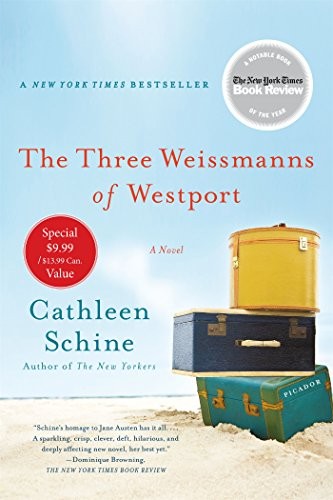 A NEW YORK TIMES BESTSELLER
A NOTABLE BOOK
The New York Times
Book Review
OF THE YEAR
The Three Weissmanns
of Westport
Special
$9.99
/ $13.99 Can.
Value
A Novel
Cathleen
Schine
Author of The New Yorkers
PICADOR
"Schine's homage to Jane Austen has it all. . . .
A sparkling, crisp, clever, deft, hilarious, and
deeply affecting new novel, her best yet."
—Dominique Browning,
THE NEW YORK TIMES BOOK REVIEW